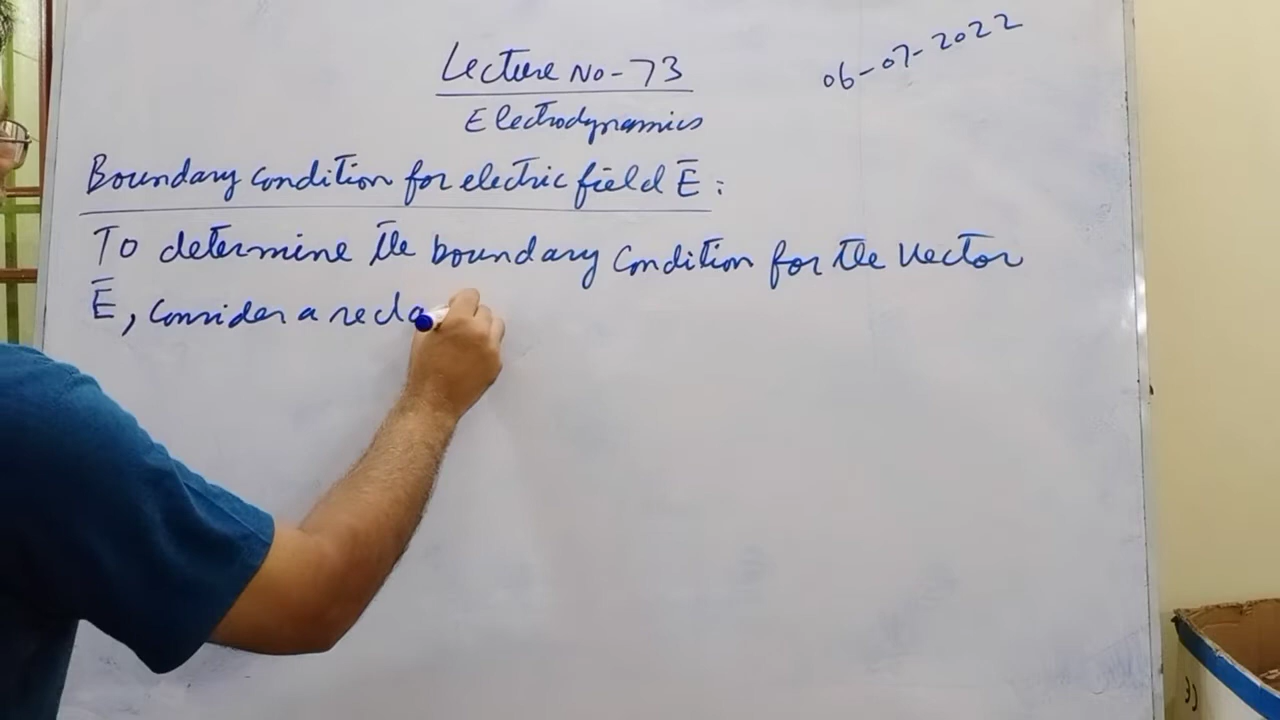 Lecture No-73
06-07-2022
Electrodynamics
Boundary condition for electric field Ē :
To determine the boundary condition for the vector
Ē, consider a recta